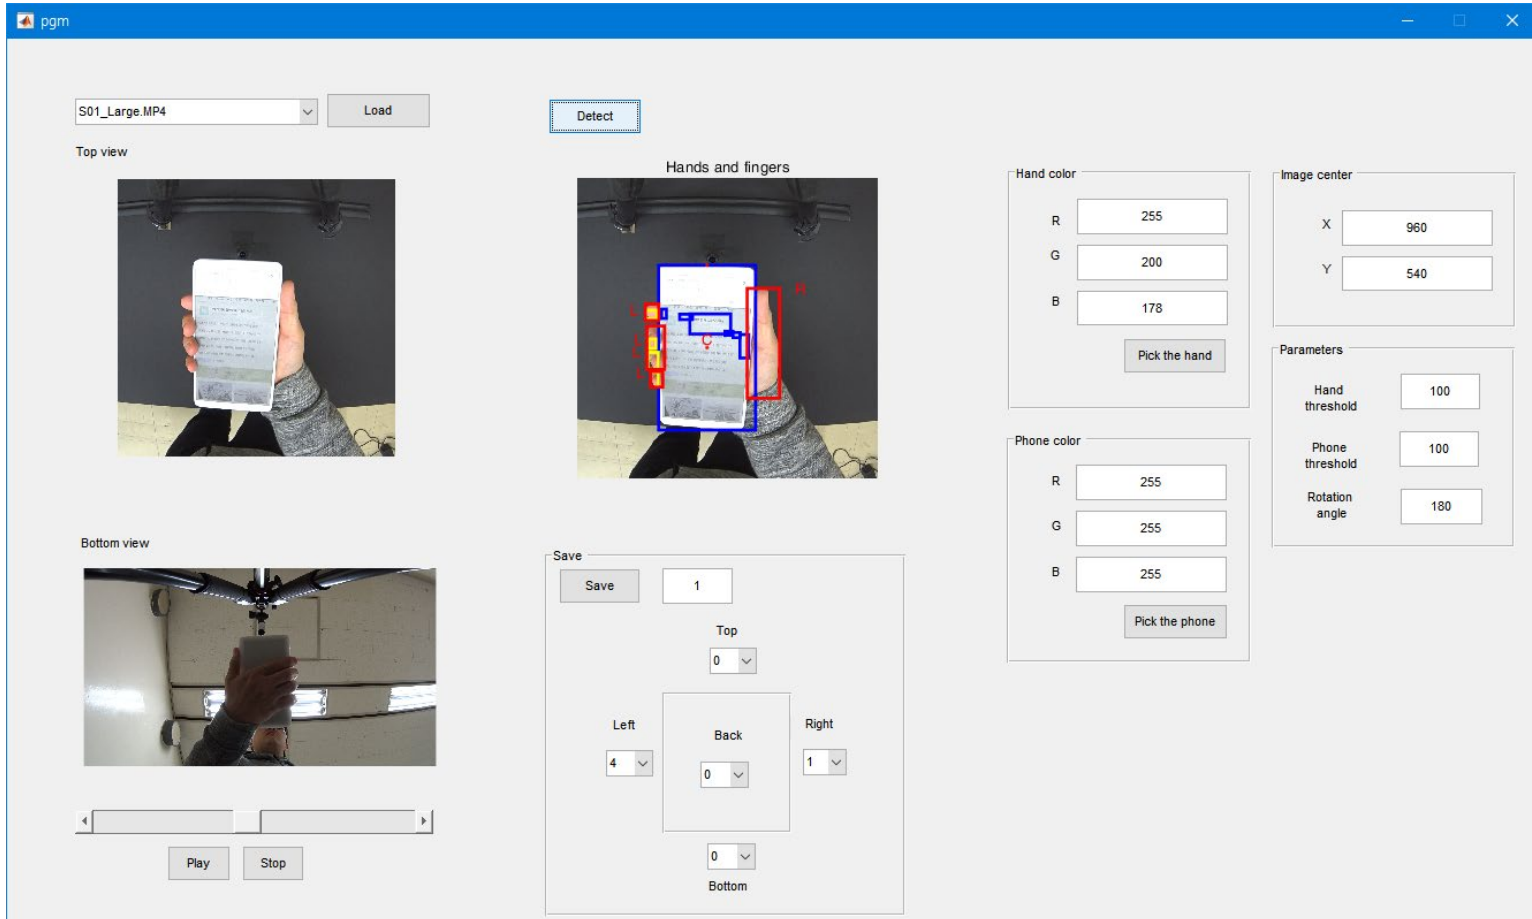 pgm
S01_Large.MP4
Load
Detect
Top view
Hands and fingers
L
R
L
C
L
L
Hand color
R
255
G
200
B
178
Pick the hand
Image center
X
960
Y
540
Parameters
Hand
threshold
100
Phone
threshold
100
Rotation
angle
180
Phone color
R
255
G
255
B
255
Pick the phone
Bottom view
Play
Stop
Save
Save
1
Top
0
Left
4
Back
0
Right
1
0
Bottom